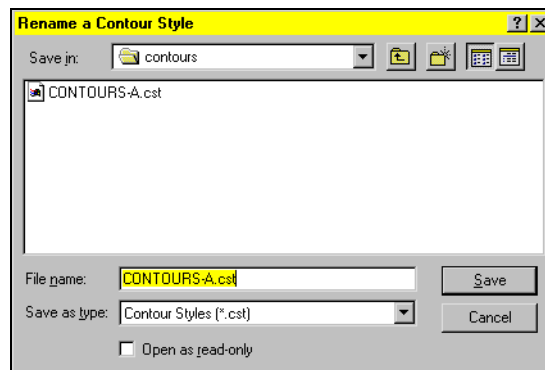 Rename a Contour Style
Save in: contours
CONTOURS-A.cst
File name: CONTOURS-A.cst Save
Save as type: Contour Styles (*.cst) Cancel
Open as read-only